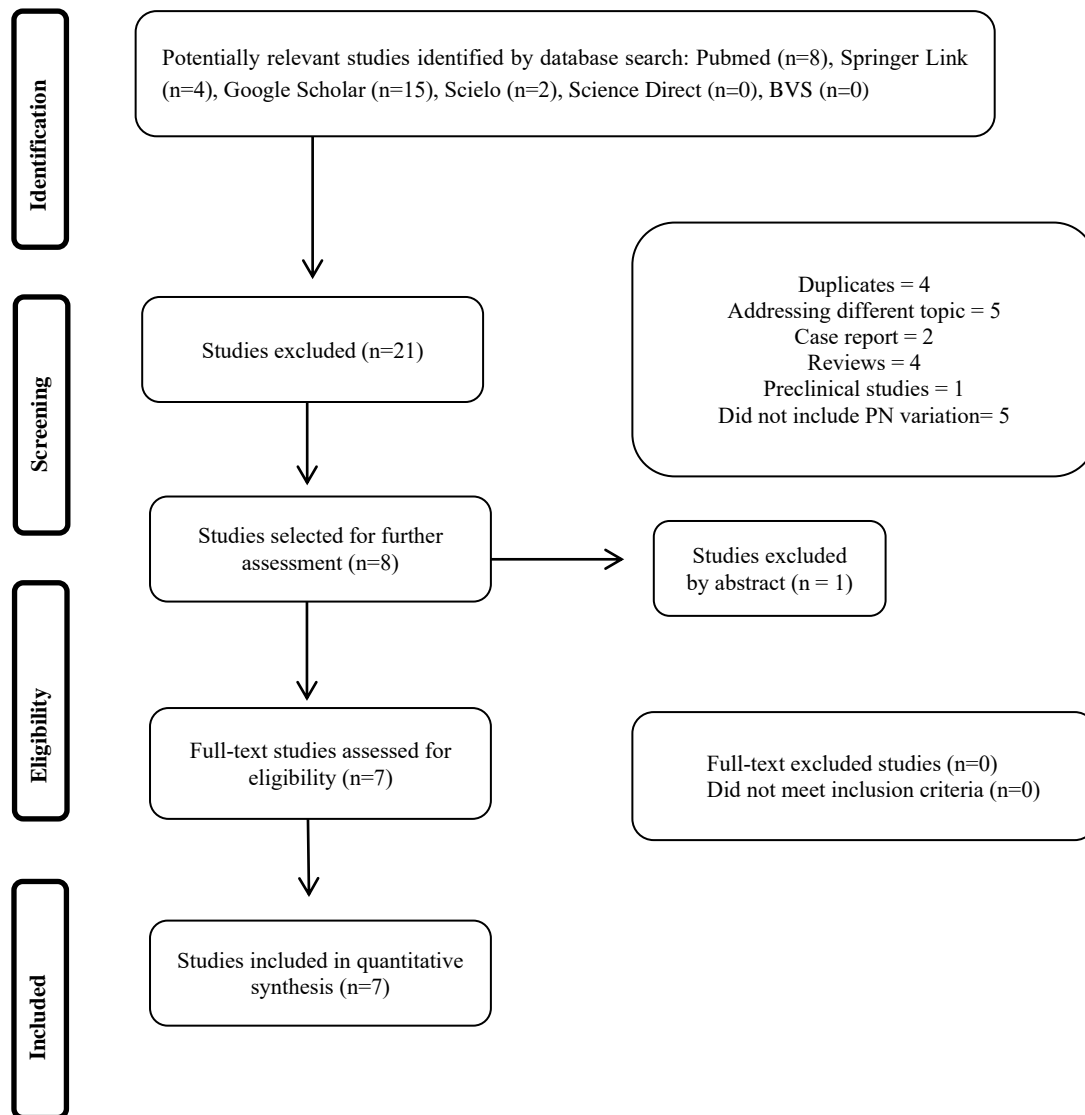 Identification
Potentially relevant studies identified by database search: Pubmed (n=8), Springer Link
(n=4), Google Scholar (n=15), Scielo (n=2), Science Direct (n=0), BVS (n=0)
Screening
Studies excluded (n=21)
Duplicates = 4
Addressing different topic = 5
Case report = 2
Reviews = 4
Preclinical studies = 1
Did not include PN variation= 5
Studies selected for further
assessment (n=8)
Studies excluded
by abstract (n = 1)
Eligibility
Full-text studies assessed for
eligibility (n=7)
Full-text excluded studies (n=0)
Did not meet inclusion criteria (n=0)
Included
Studies included in quantitative
synthesis (n=7)